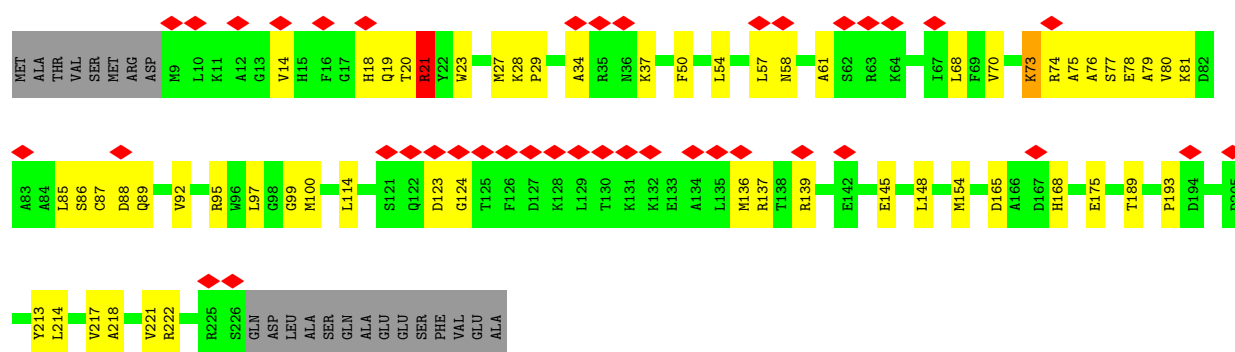 MET ALA THR VAL SER MET ARG ASP M9 L10 K11 A12 G13 V14 H15 F16 G17 H18 Q19 T20 R21 Y22 W23 M27 K28 P29 A34 R35 N36 K37 F50 L54 L57 N58 A61 S62 R63 K64 I67 L68 F69 V70 K73 R74 A75 A76 S77 E78 A79 V80 K81 D82
A83 A84 L85 S86 C87 D88 Q89 V92 R95 W96 L97 G98 G99 M100 L114 S121 Q122 D123 G124 T125 F126 D127 K128 L129 T130 K131 K132 E133 A134 L135 M136 R137 T138 R139 E142 E145 L148 M154 D165 A166 D167 H168 E175 T189 P193 D194
Y213 L214 V217 A218 V221 R222 R225 S226 GLN ASP LEU ALA SER GLN ALA GLU GLU SER PHE VAL GLU ALA